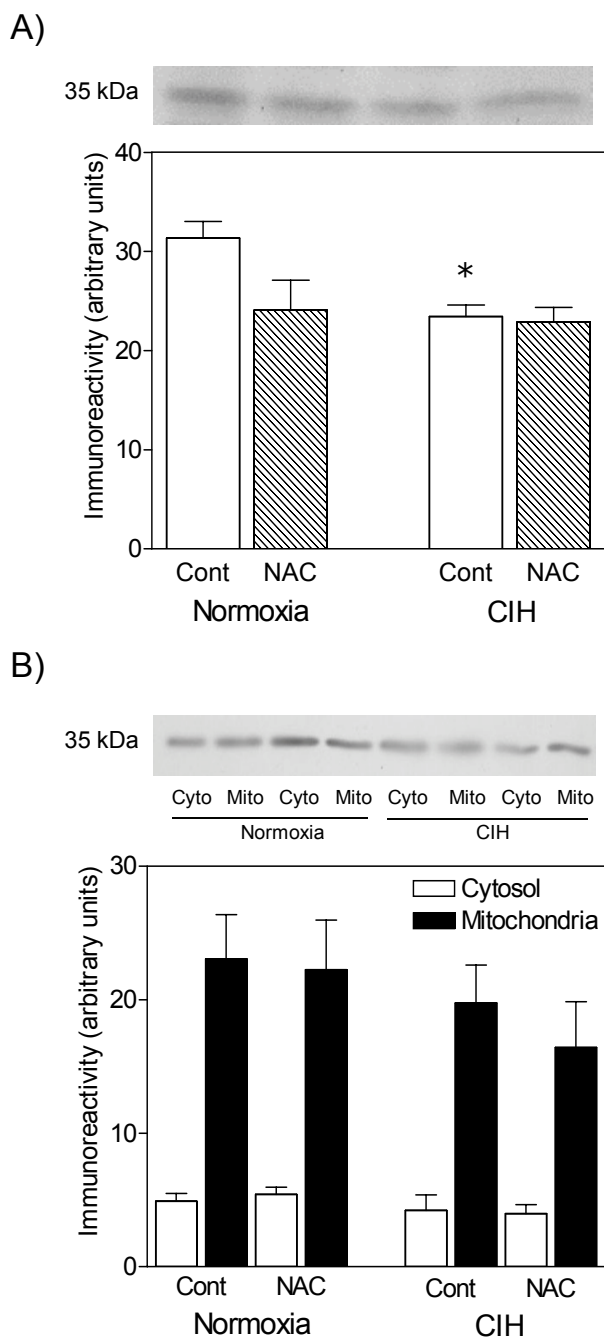 A)
35 kDa
Immunoreactivity (arbitrary units)
40
30
20
10
0
*
Cont NAC Cont NAC
Normoxia CIH
B)
35 kDa
Cyto Mito Cyto Mito Cyto Mito Cyto Mito
Normoxia CIH
Immunoreactivity (arbitrary units)
30
20
10
0
Cytosol
Mitochondria
Cont NAC Cont NAC
Normoxia CIH